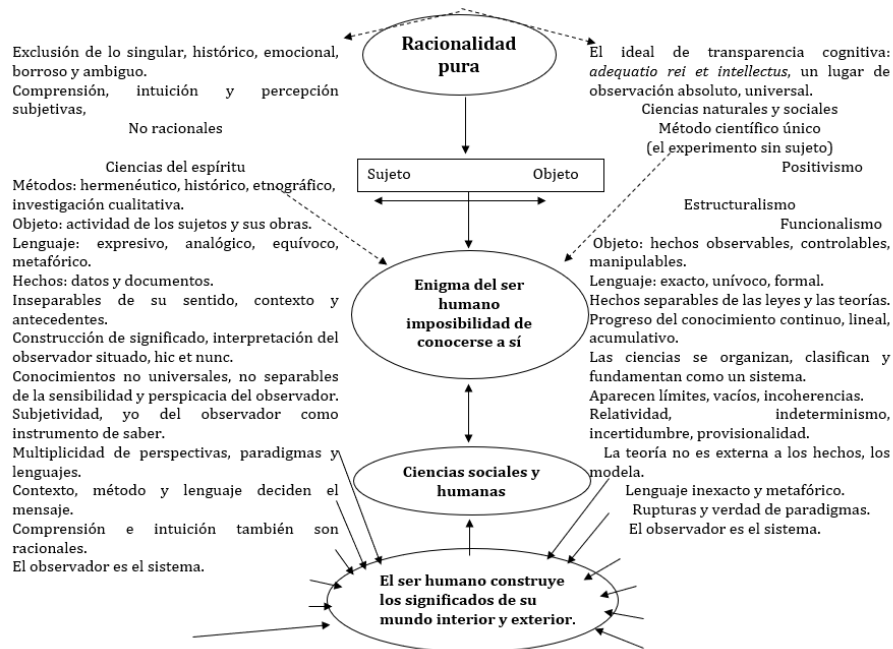 Racionalidad
pura
Exclusión de lo singular, histórico, emocional,
borroso y ambiguo.
Comprensión, intuición y percepción
subjetivas,
No racionales
El ideal de transparencia cognitiva:
adequatio rei et intellectus, un lugar de
observación absoluto, universal.
Ciencias naturales y sociales
Método científico único
(el experimento sin sujeto)
Positivismo
Sujeto Objeto
Ciencias del espíritu
Métodos: hermenéutico, histórico, etnográfico,
investigación cualitativa.
Objeto: actividad de los sujetos y sus obras.
Lenguaje: expresivo, analógico, equívoco,
metafórico.
Hechos: datos y documentos.
Inseparables de su sentido, contexto y
antecedentes.
Construcción de significado, interpretación del
observador situado, hic et nunc.
Conocimientos no universales, no separables
de la sensibilidad y perspicacia del observador.
Subjetividad, yo del observador como
instrumento de saber.
Multiplicidad de perspectivas, paradigmas y
lenguajes.
Contexto, método y lenguaje deciden el
mensaje.
Comprensión e intuición también son
racionales.
El observador es el sistema.
Estructuralismo
Funcionalismo
Objeto: hechos observables, controlables,
manipulables.
Lenguaje: exacto, unívoco, formal.
Hechos separables de las leyes y las teorías.
Progreso del conocimiento continuo, lineal,
acumulativo.
Las ciencias se organizan, clasifican y
fundamentan como un sistema.
Aparecen límites, vacíos, incoherencias.
Relatividad, indeterminismo,
incertidumbre, provisionalidad.
La teoría no es externa a los hechos, los
modela.
Lenguaje inexacto y metafórico.
Rupturas y verdad de paradigmas.
El observador es el sistema.
Enigma del ser
humano
imposibilidad de
conocerse a sí
Ciencias sociales y
humanas
El ser humano construye
los significados de su
mundo interior y exterior.